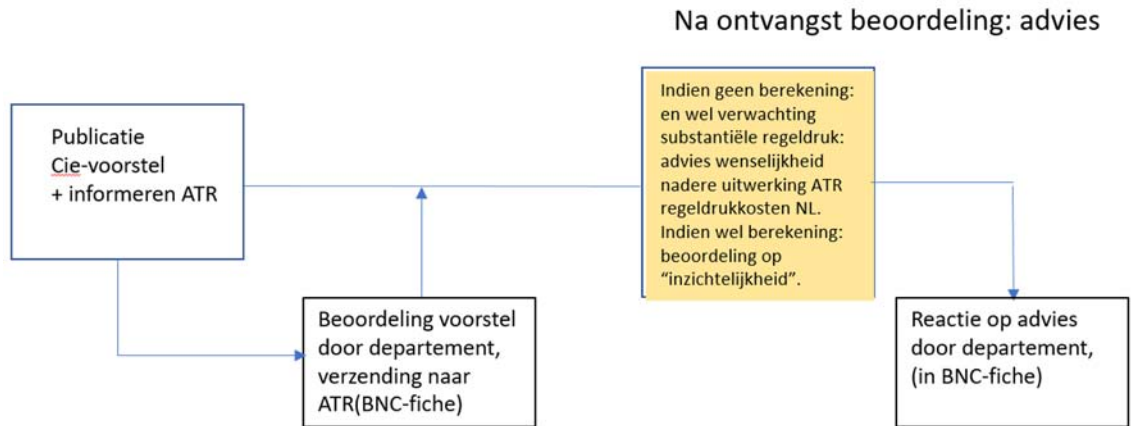 Na ontvangst beoordeling: advies
Publicatie
Cie-voorstel
+ informeren ATR
Indien geen berekening:
en wel verwachting
substantiële regeldruk:
advies wenselijkheid
nadere uitwerking ATR
regeldrukkosten NL.
Indien wel berekening:
beoordeling op
“inzichtelijkheid”.
Beoordeling voorstel
door departement,
verzending naar
ATR(BNC-fiche)
Reactie op advies
door departement,
(in BNC-fiche)